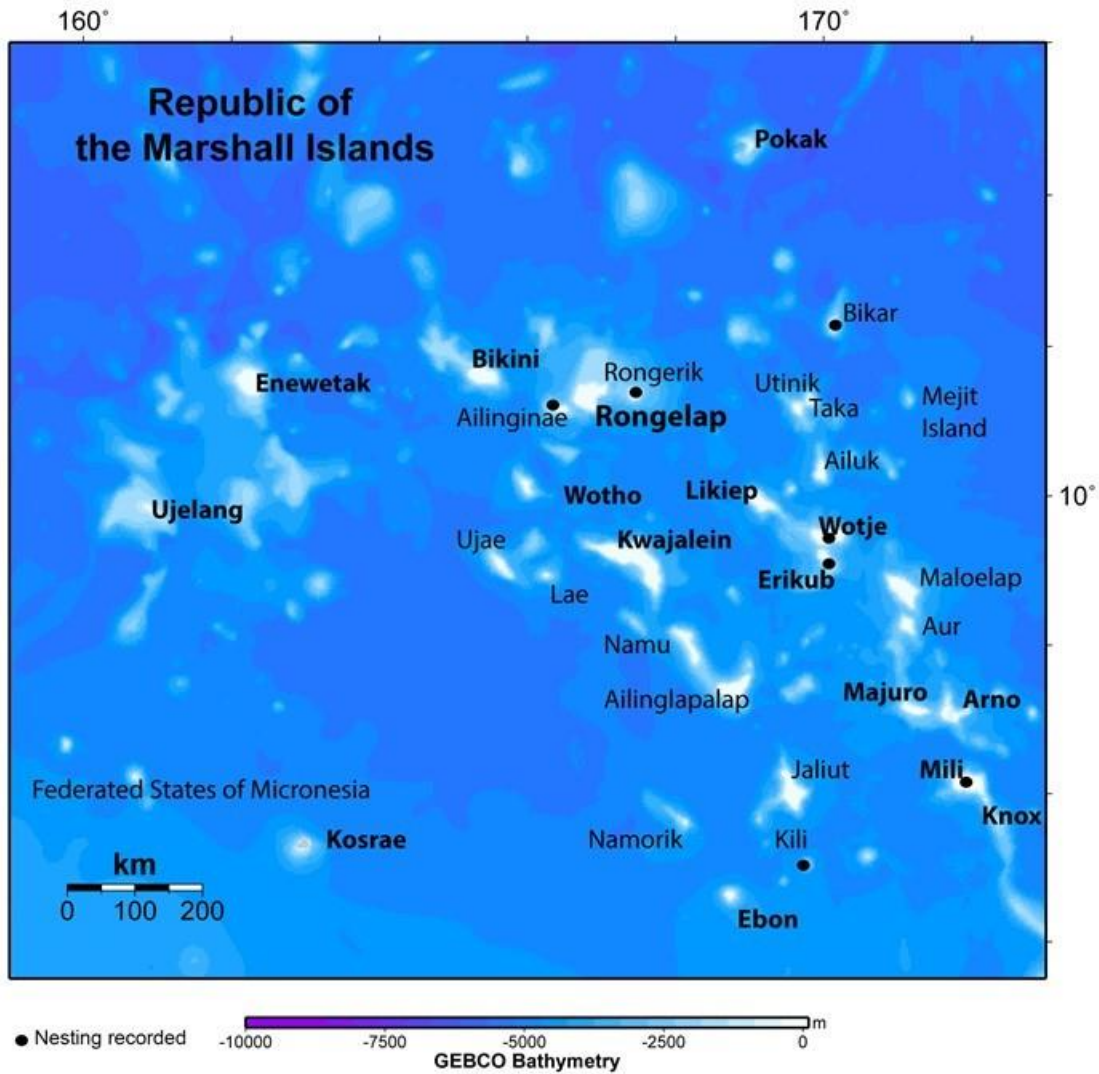 160°
170°
Republic of
the Marshall Islands
Pokak
Bikar
Bikini
Rongerik
Utinik
Enewetak
Mejit
Island
Taka
Ailinginae
Rongelap
Ailuk
Likiep
Wotho
10°
Ujelang
Wotje
Ujae
Kwajalein
Erikub
Maloelap
Lae
Aur
Namu
Majuro
Arno
Ailinglapalap
Jaliut
Mili
Federated States of Micronesia
Knox
Kosrae
Namorik
Kili
km
0 100 200
Ebon
Nesting recorded
-10000 -7500 -5000 -2500 0 m
GEBCO Bathymetry